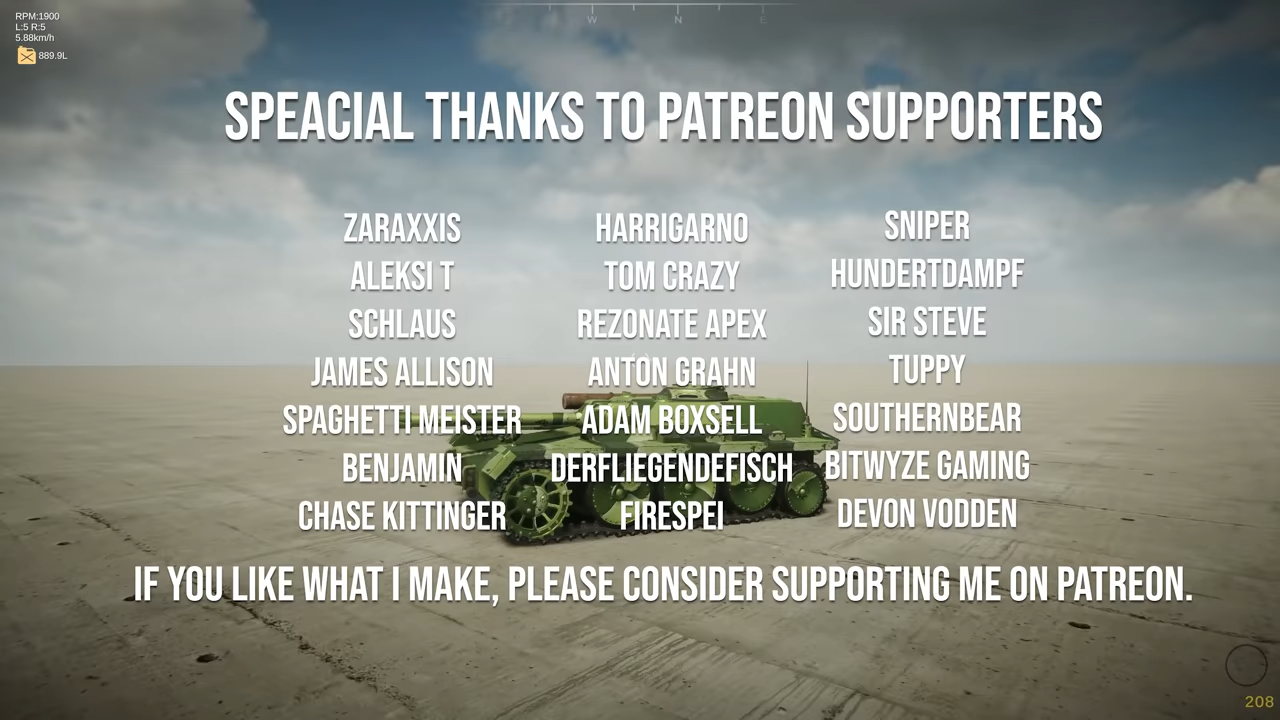 RPM:1900
L:5 R:5
5.88km/h
889.9L
W N E
SPEACIAL THANKS TO PATREON SUPPORTERS
ZARAXXIS
ALEKSI T
SCHLAUS
JAMES ALLISON
SPAGHETTI MEISTER
BENJAMIN
CHASE KITTINGER
HARRIGARNO
TOM CRAZY
REZONATE APEX
ANTON GRAHN
ADAM BOXSELL
DERFLIEGENDEFISCH
FIRESPEI
SNIPER
HUNDERTDAMPF
SIR STEVE
TUPPY
SOUTHERNBEAR
BITWYZE GAMING
DEVON VODDEN
IF YOU LIKE WHAT I MAKE, PLEASE CONSIDER SUPPORTING ME ON PATREON.
208